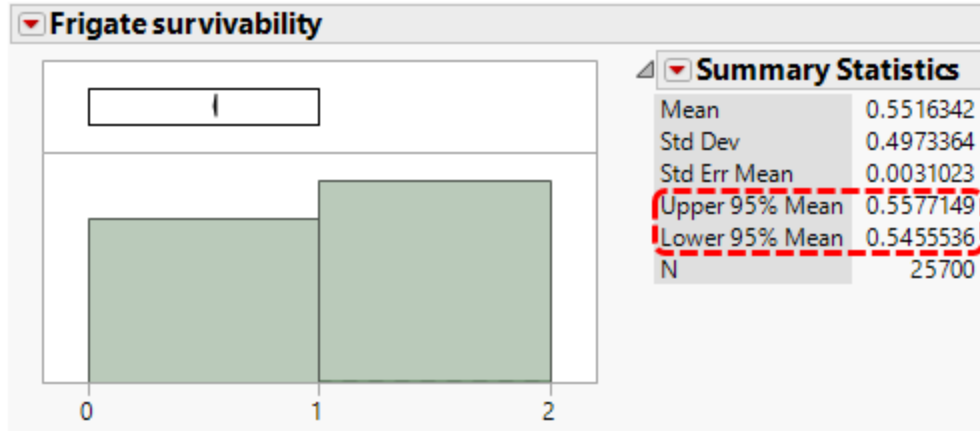 Frigate survivability
Summary Statistics
Mean 0.5516342
Std Dev 0.4973364
Std Err Mean 0.0031023
Upper 95% Mean 0.5577149
Lower 95% Mean 0.5455536
N 25700
0 1 2